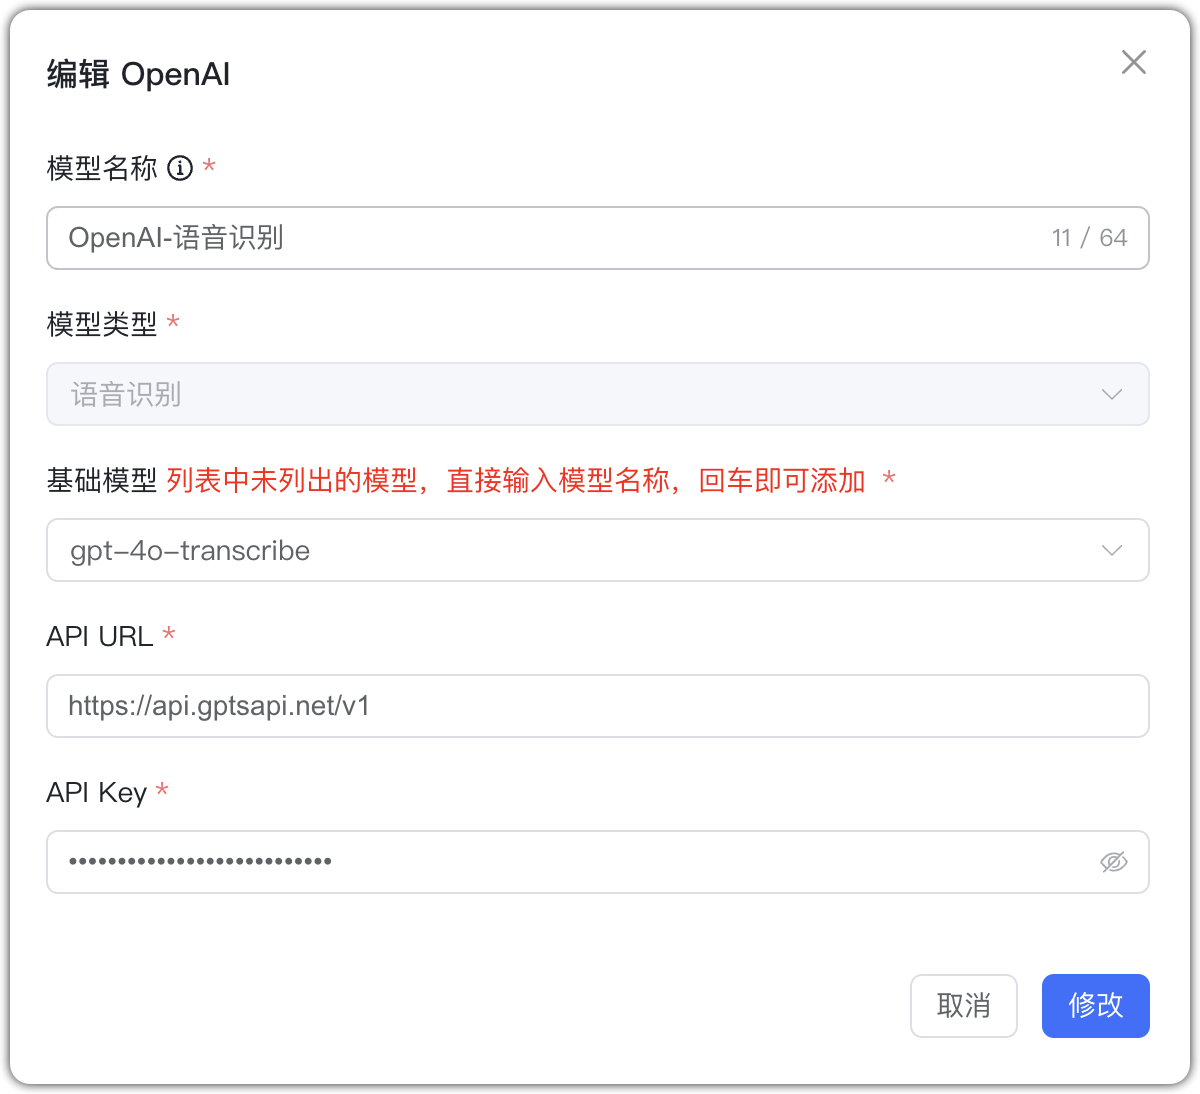 编辑 OpenAI
模型名称 *
OpenAI-语音识别 11 / 64
模型类型 *
语音识别
基础模型 列表中未列出的模型，直接输入模型名称，回车即可添加 *
gpt-4o-transcribe
API URL *
https://api.gptsapi.net/v1
API Key *
•••••••••••••••••••••••••••
取消 修改